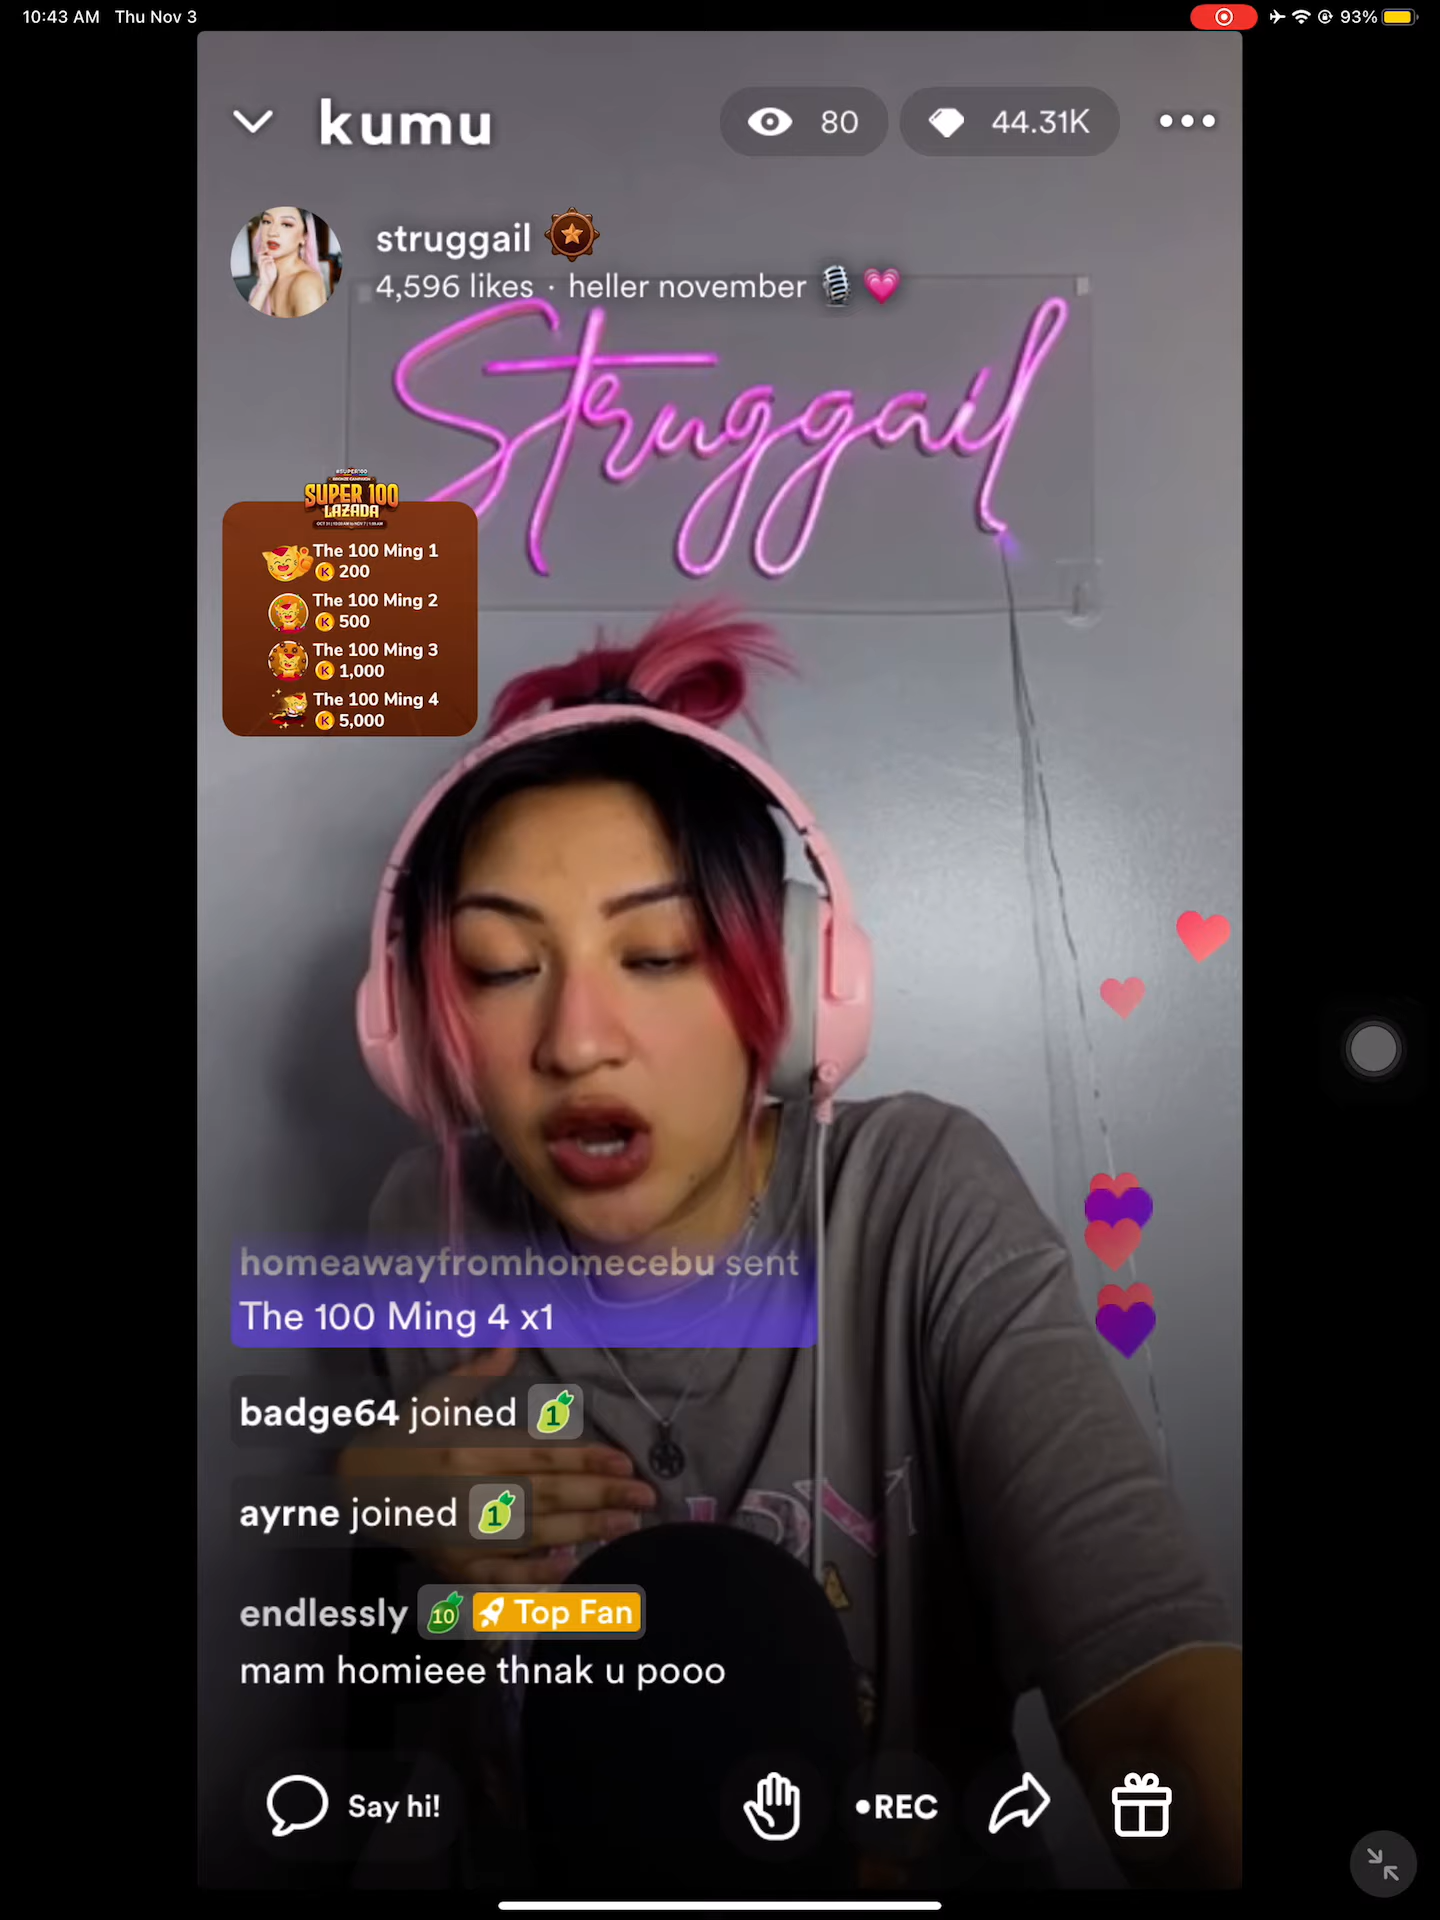 10:43 AM Thu Nov 3
93%
kumu
80
44.31K
struggail
4,596 likes · heller november
Struggail
#SUPER100
BRONZE CAMPAIGN
SUPER 100
LAZADA
The 100 Ming 1
K 200
The 100 Ming 2
K 500
The 100 Ming 3
K 1,000
The 100 Ming 4
K 5,000
homeawayfromhomecebu sent
The 100 Ming 4 x1
badge64 joined 1
ayrne joined 1
endlessly 10 Top Fan
mam homieee thnak u pooo
Say hi!
•REC